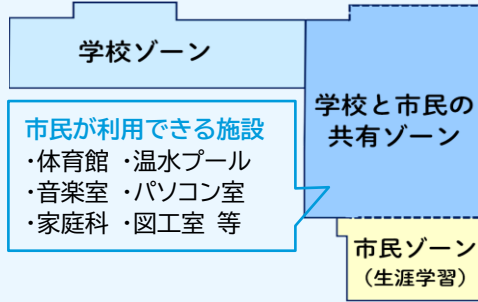 学校ゾーン
学校と市民の
共有ゾーン
市民が利用できる施設
・体育館 ・温水プール
・音楽室 ・パソコン室
・家庭科 ・図工室 等
市民ゾーン
（生涯学習）